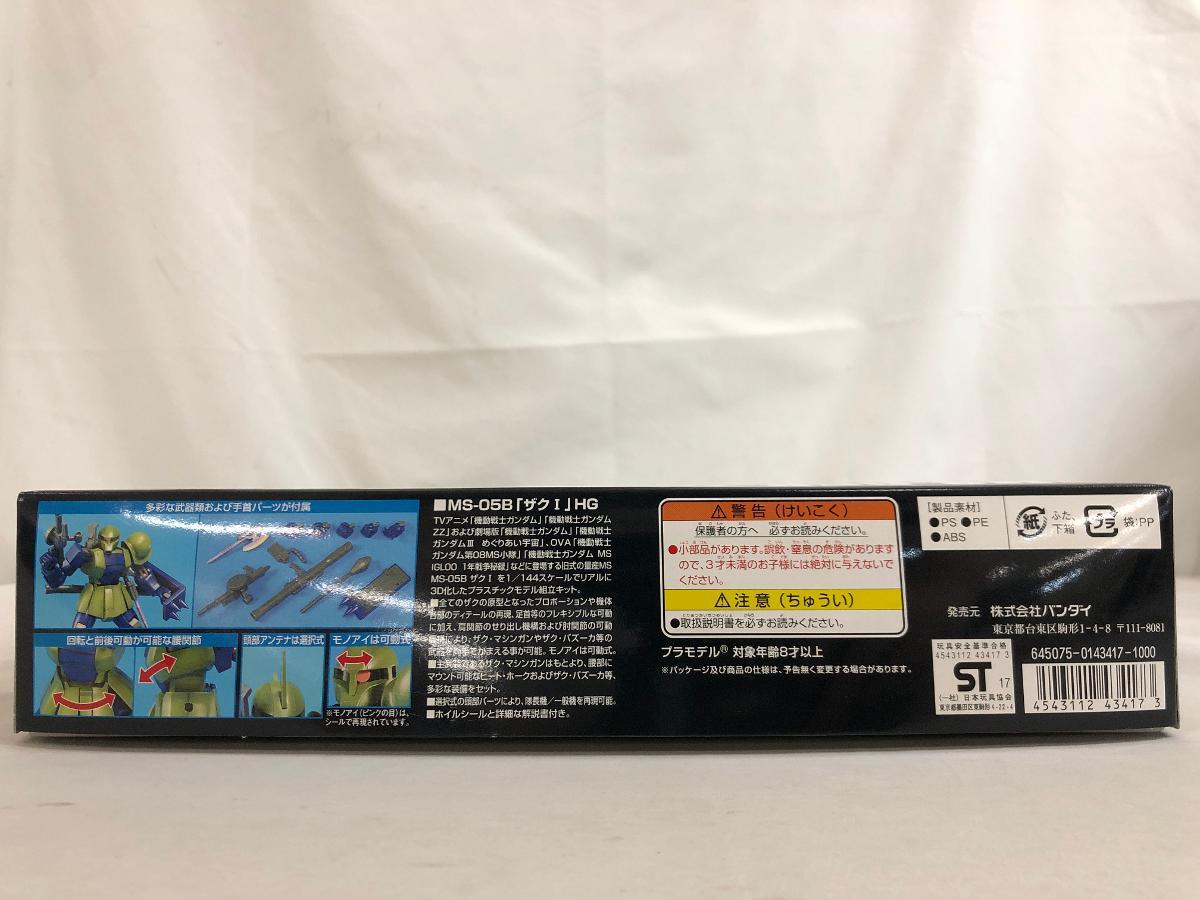 多彩な武器類および手首パーツが付属
回転と前後可動が可能な腰関節
頭部アンテナは選択式
モノアイは可動式
※モノアイ(ピンクの目)は、
シールで再現されています。
■MS-05B「ザクⅠ」HG
TVアニメ「機動戦士ガンダム」「機動戦士ガンダム
ZZ」および劇場版「機動戦士ガンダム」「機動戦士
ガンダムⅢ めぐりあい宇宙」、OVA「機動戦士
ガンダム第08MS小隊」「機動戦士ガンダム MS
IGLOO 1年戦争秘録」などに登場する旧式の量産MS
MS-05B ザクⅠを1/144スケールでリアルに
3D化したプラスチックモデル組立キット。
■全てのザクの原型となったプロポーションや機体
各部のディテールの再現、足首等のフレキシブルな可動
に加え、肩関節のせり出し機構および肘関節の可動
により、ザク・マシンガンやザク・バズーカ等の
武器を両手でかまえる事が可能。モノアイは可動式。
■主兵装であるザク・マシンガンはもとより、腰部に
マウント可能なヒート・ホークおよびザク・バズーカ等、
多彩な装備をセット。
■選択式の頭部パーツにより、隊長機/一般機を再現可能。
■ホイルシールと詳細な解説書付き。
⚠警告(けいこく)
保護者の方へ 必ずお読みください。
●小部品があります。誤飲・窒息の危険があります
ので、3才未満のお子様には絶対に与えないで
ください。
⚠注意(ちゅうい)
●取扱説明書を必ずお読みください。
プラモデル® 対象年齢8才以上
※パッケージ及び商品の仕様は、予告無く変更する場合があります。
[製品素材]
●PS ●PE
●ABS
紙 ふた、
下箱
プラ 袋:PP
発売元 株式会社バンダイ
東京都台東区駒形1-4-8 〒111-8081
玩具安全基準合格
4543112 43417 3
ST 17
(一社)日本玩具協会
東京都墨田区東駒形4-22-4
645075-0143417-1000
4543112 434173